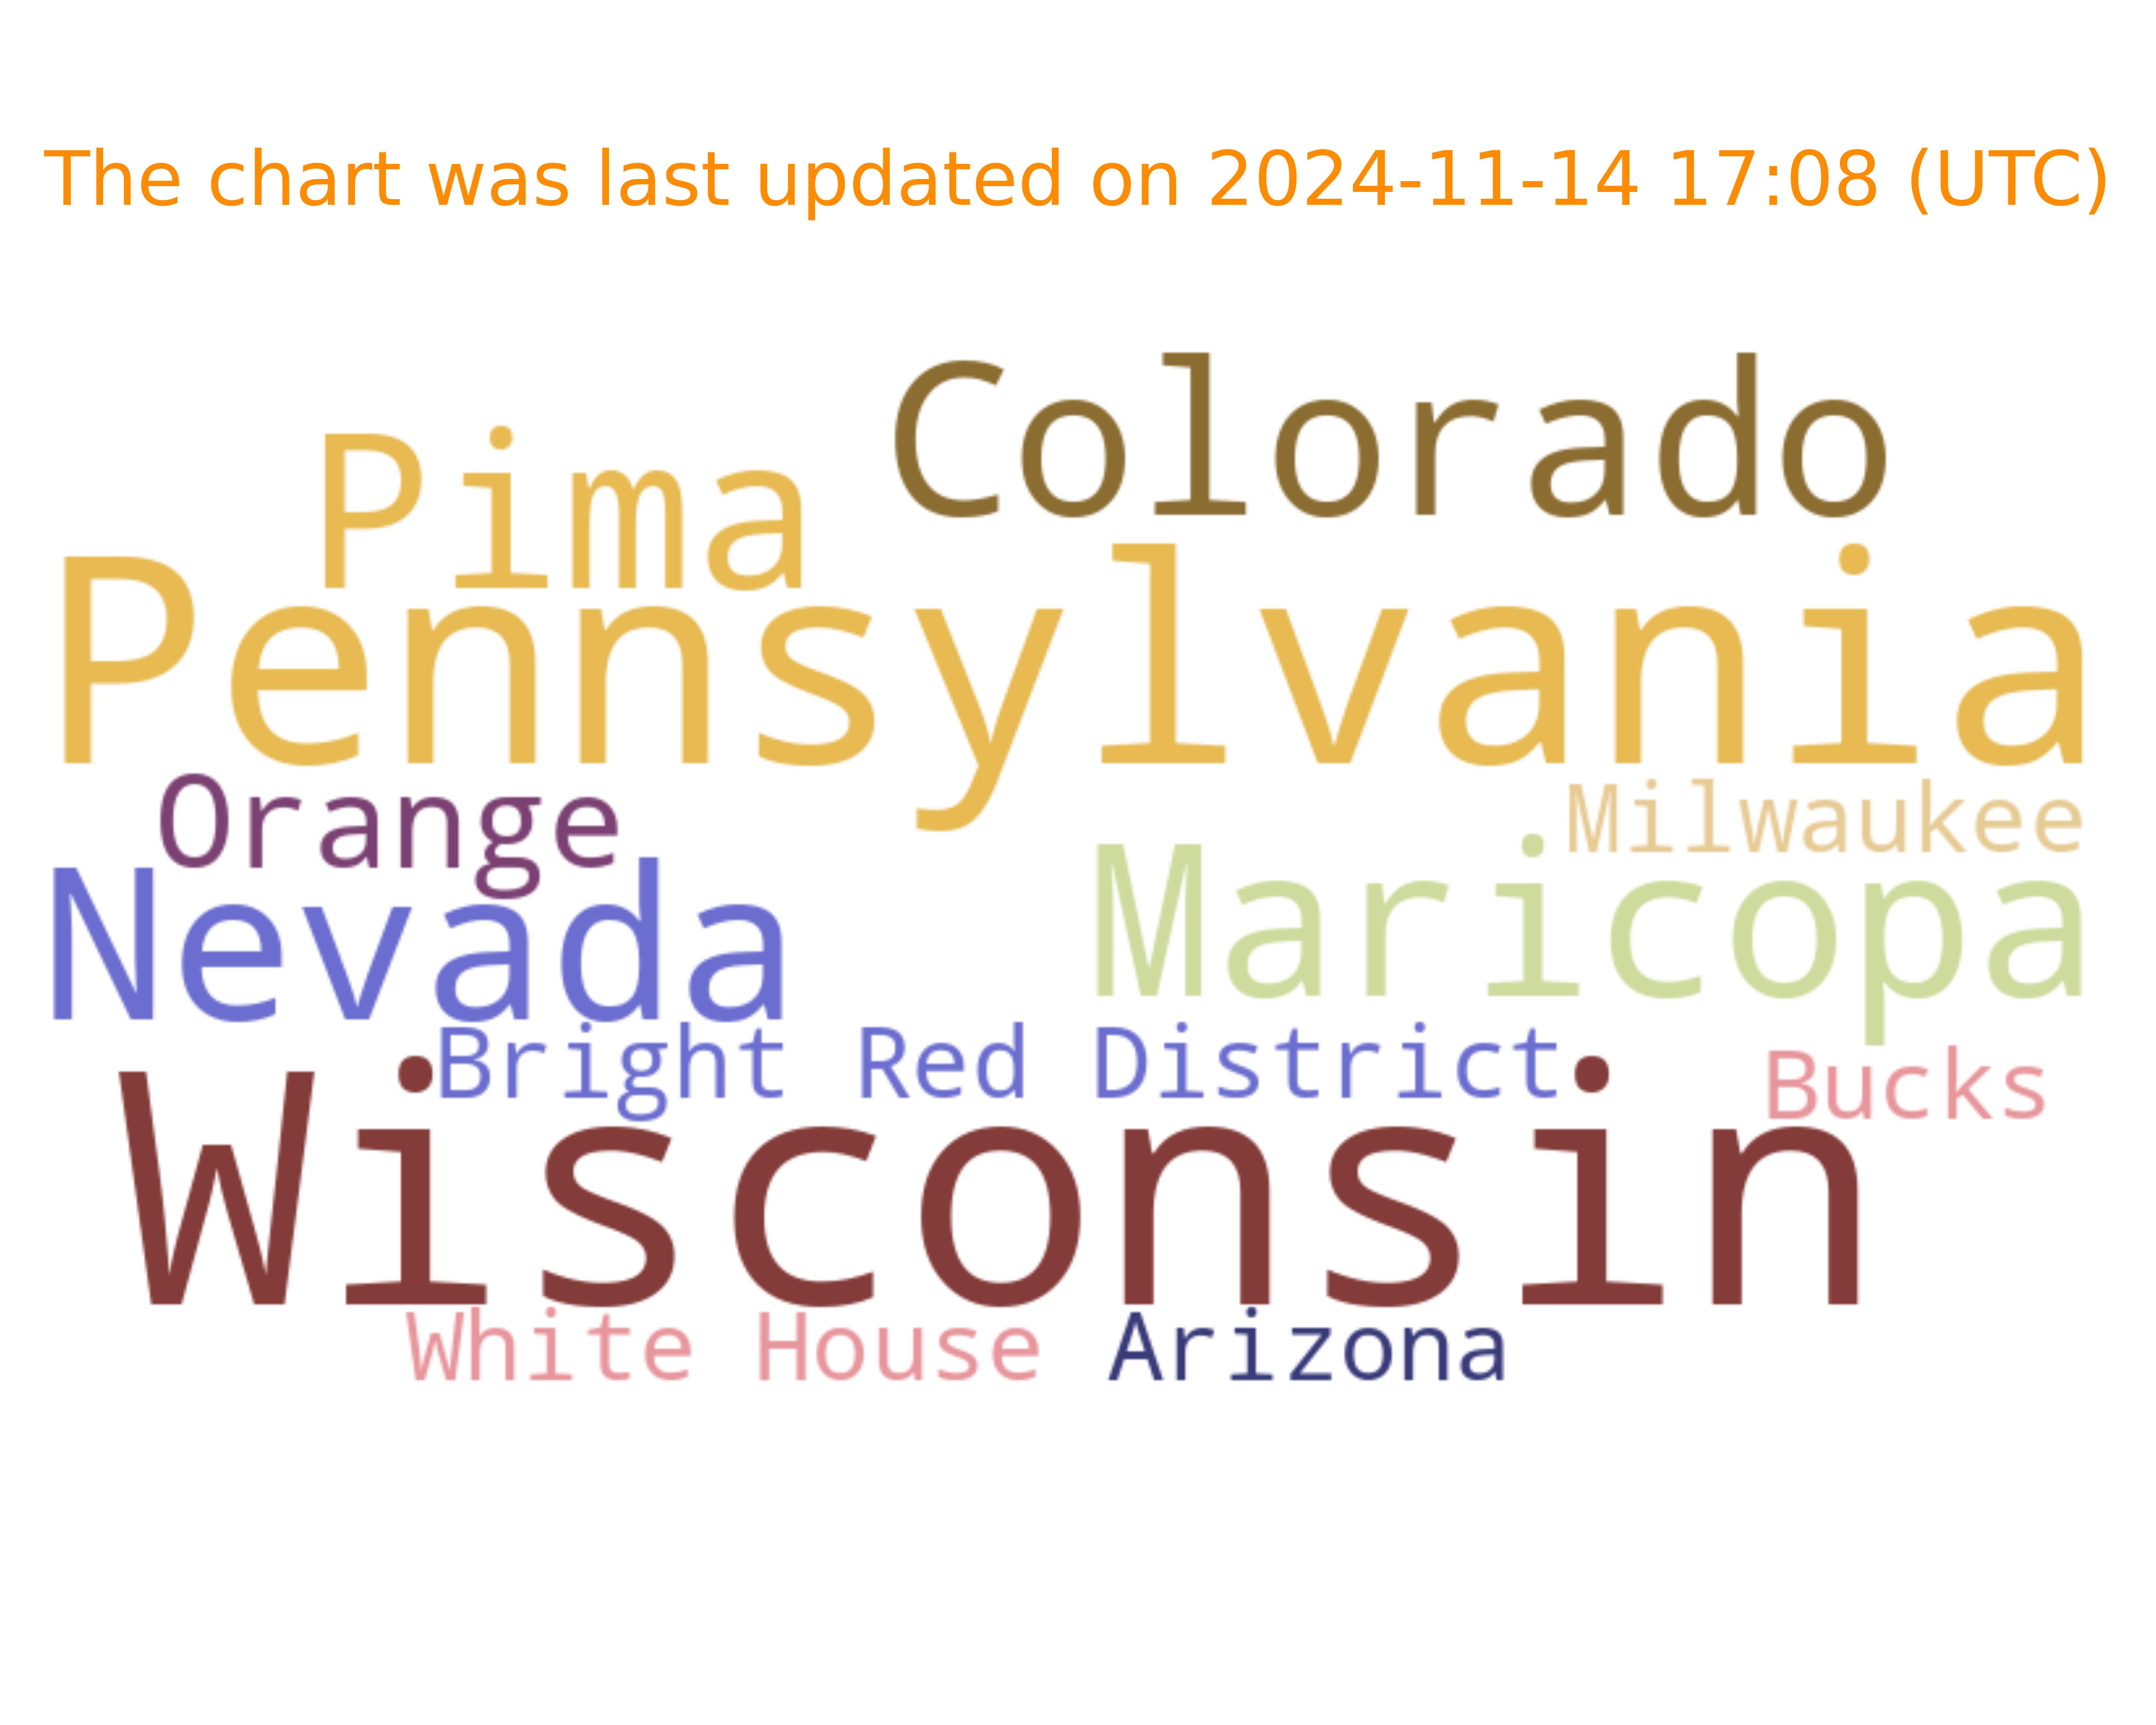 The chart was last updated on 2024-11-14 17:08 (UTC)
Colorado
Pima
Pennsylvania
Orange
Milwaukee
Nevada
Maricopa
Bright Red District
Bucks
Wisconsin
White House
Arizona